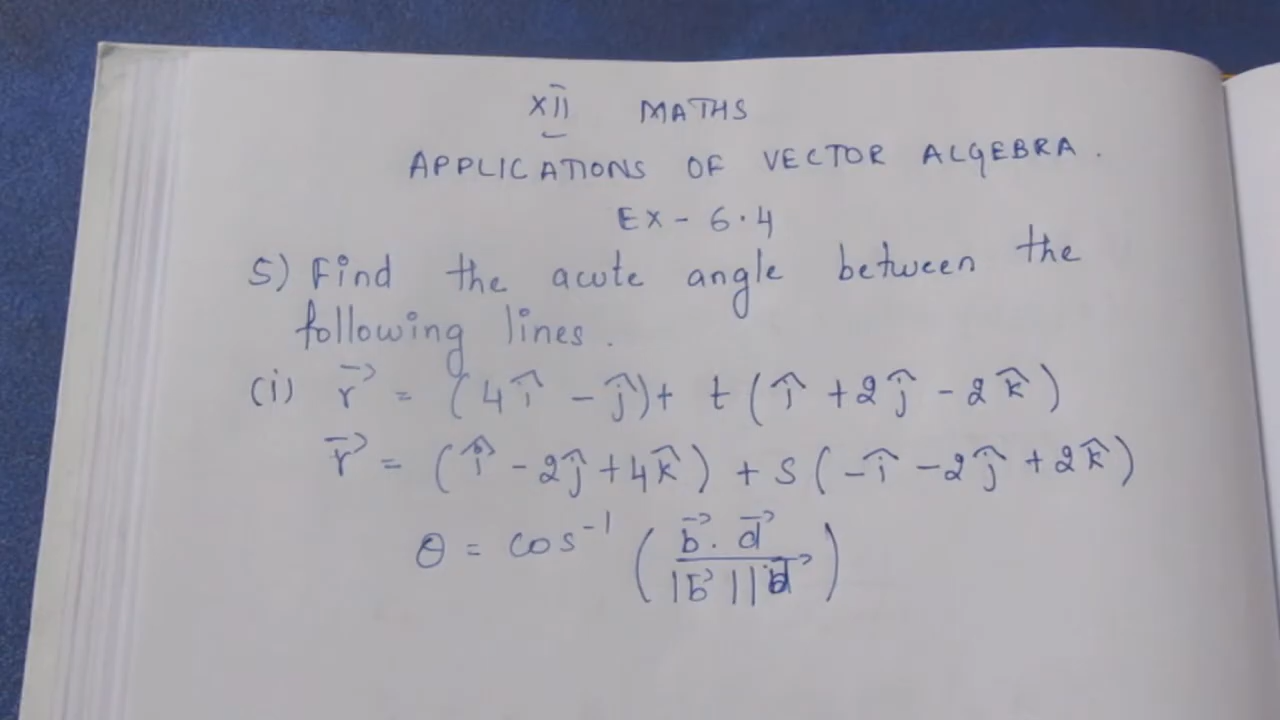 XII MATHS
APPLICATIONS OF VECTOR ALGEBRA.
EX - 6.4
5) Find the acute angle between the
following lines.
(i) r⃗ = (4î - ĵ) + t (î + 2ĵ - 2k̂)
r⃗ = (î - 2ĵ + 4k̂) + s (-î - 2ĵ + 2k̂)
θ = cos⁻¹ (b⃗ . d⃗ / |b⃗||d⃗|)